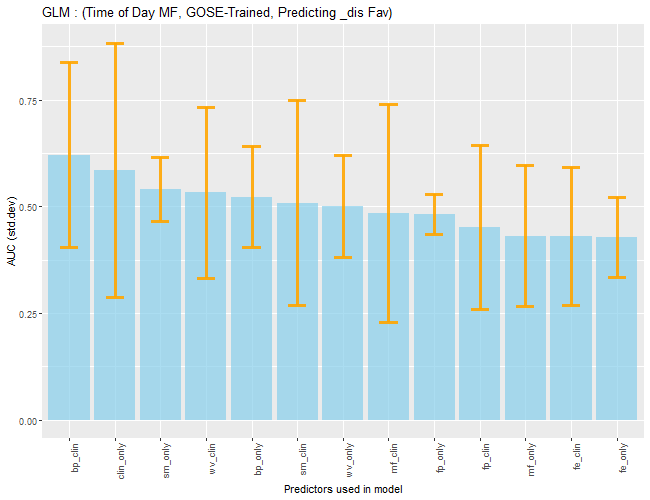 GLM : (Time of Day MF, GOSE-Trained, Predicting _dis Fav)
AUC (std.dev)
0.75
0.50
0.25
0.00
bp_clin
clin_only
sm_only
wv_clin
bp_only
sm_clin
wv_only
mf_clin
fp_only
fp_clin
mf_only
fe_clin
fe_only
Predictors used in model